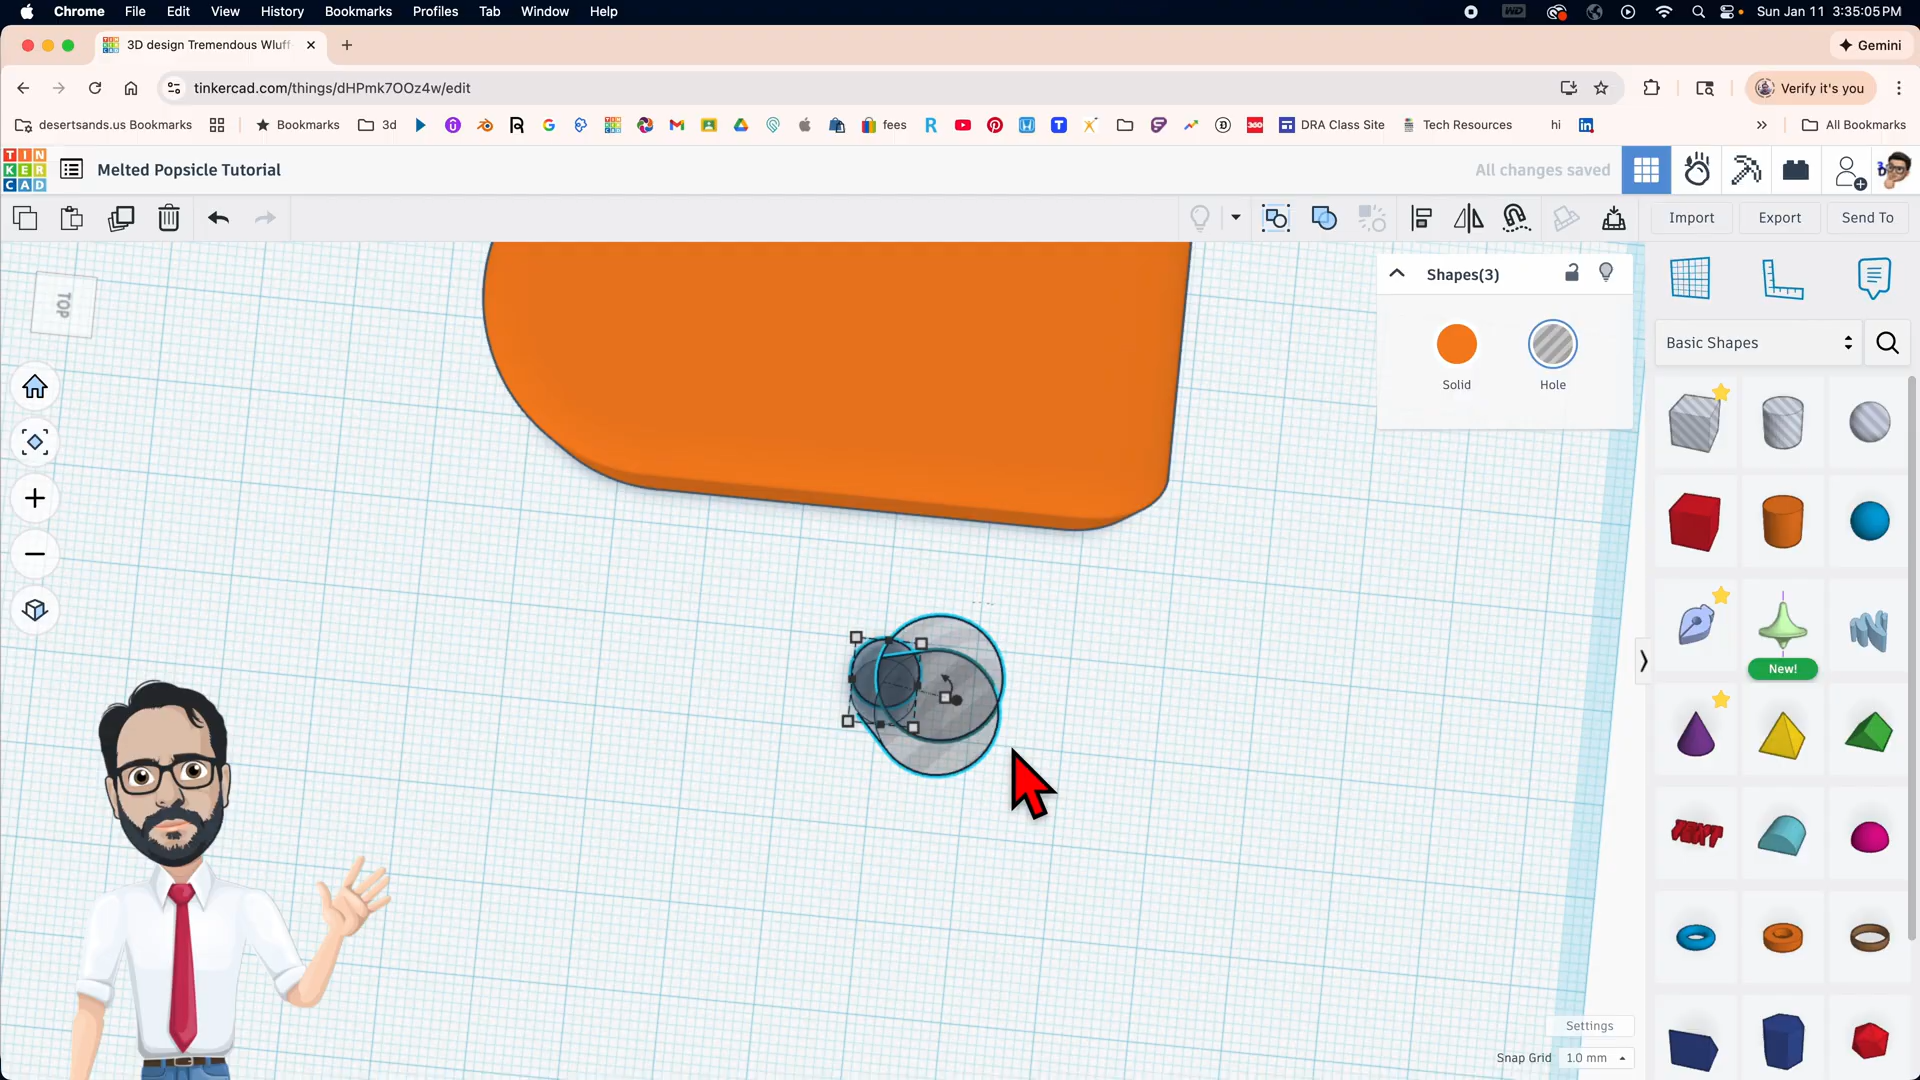 Chrome File Edit View History Bookmarks Profiles Tab Window Help
Sun Jan 11 3:35:05 PM
3D design Tremendous Wluff
Gemini
tinkercad.com/things/dHPmk7OOz4w/edit
Verify it's you
desertsands.us Bookmarks
Bookmarks
3d
fees
DRA Class Site
Tech Resources
hi
All Bookmarks
TIN
KER
CAD
Melted Popsicle Tutorial
All changes saved
Import
Export
Send To
TOP
Shapes(3)
Solid
Hole
Basic Shapes
New!
TEXT
Settings
Snap Grid 1.0 mm